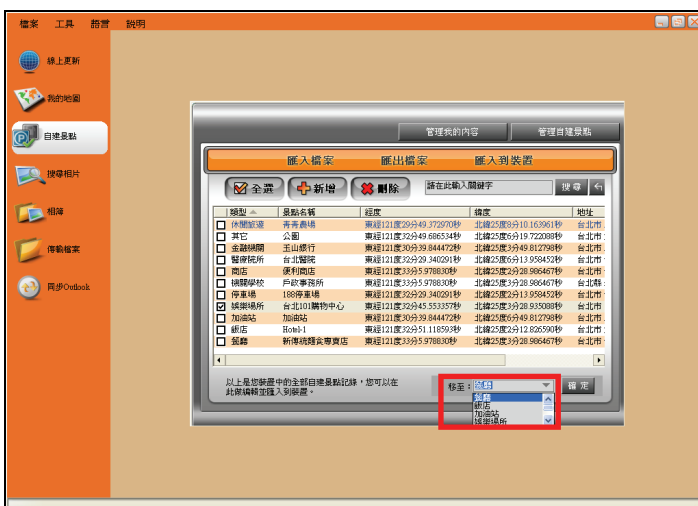 檔案 工具 語言 說明
線上更新
我的地圖
自建景點
搜尋相片
相簿
傳輸檔案
同步Outlook
管理我的內容 管理自建景點
匯入檔案 匯出檔案 匯入到裝置
全選 新增 刪除 請在此輸入關鍵字 搜尋
類型 景點名稱 經度 緯度 地址
休閒旅遊 青青農場 東經121度29分49.372970秒 北緯25度8分10.163961秒 台北市
其它 公園 東經121度32分49.686534秒 北緯25度6分19.722088秒 台北市
金融機關 玉山銀行 東經121度30分39.844472秒 北緯25度3分49.812798秒 台北市
醫療院所 台北醫院 東經121度32分29.340291秒 北緯25度6分13.958452秒 台北市
商店 便利商店 東經121度33分5.978830秒 北緯25度2分28.986467秒 台北市
機關學校 戶政事務所 東經121度33分5.978830秒 北緯25度3分28.986467秒 台北縣
停車場 188停車場 東經121度32分29.340291秒 北緯25度2分13.958452秒 台北市
娛樂場所 台北101購物中心 東經121度32分45.553357秒 北緯25度3分28.935088秒 台北市
加油站 加油站 東經121度30分39.844472秒 北緯25度6分49.812798秒 台北市
飯店 Hotel-1 東經121度32分51.118593秒 北緯25度2分12.826590秒 台北市
餐廳 新傳統麵食專賣店 東經121度33分5.978830秒 北緯25度3分28.986467秒 台北市
以上是您裝置中的全部自建景點記錄，您可以在
此做編輯並匯入到裝置。
移至： 餐廳 確定
餐廳
飯店
加油站
娛樂場所